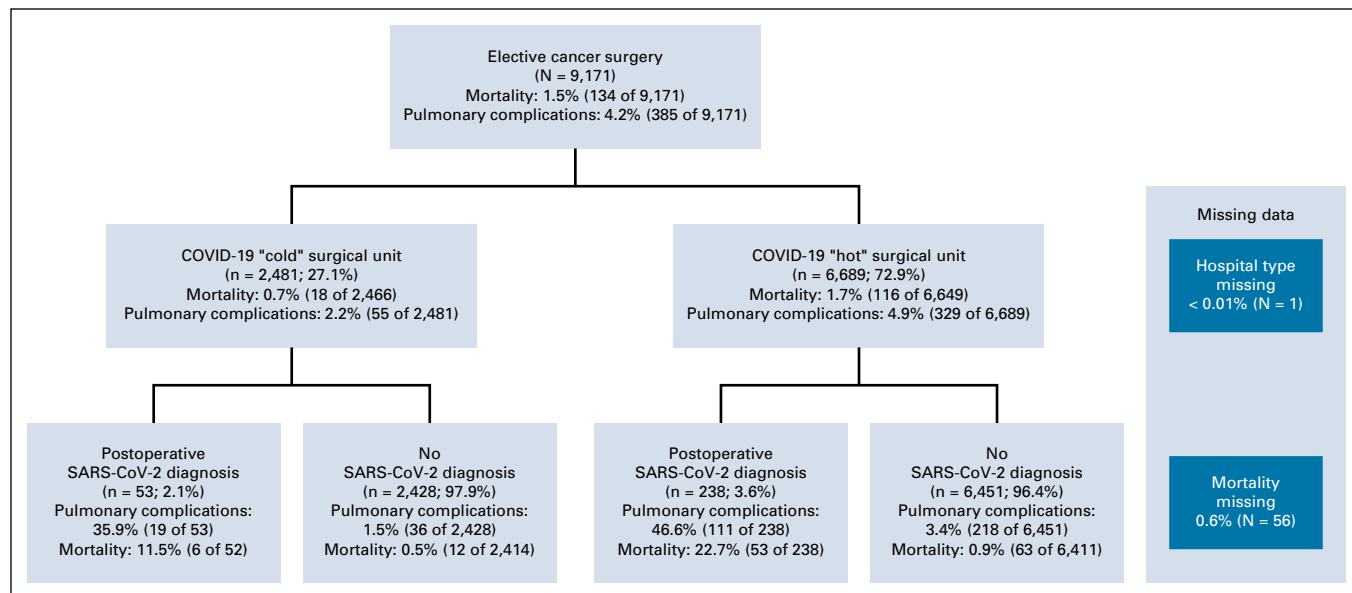 Elective cancer surgery
(N = 9,171)
Mortality: 1.5% (134 of 9,171)
Pulmonary complications: 4.2% (385 of 9,171)
COVID-19 "cold" surgical unit
(n = 2,481; 27.1%)
Mortality: 0.7% (18 of 2,466)
Pulmonary complications: 2.2% (55 of 2,481)
COVID-19 "hot" surgical unit
(n = 6,689; 72.9%)
Mortality: 1.7% (116 of 6,649)
Pulmonary complications: 4.9% (329 of 6,689)
Postoperative
SARS-CoV-2 diagnosis
(n = 53; 2.1%)
Pulmonary complications:
35.9% (19 of 53)
Mortality: 11.5% (6 of 52)
No
SARS-CoV-2 diagnosis
(n = 2,428; 97.9%)
Pulmonary complications:
1.5% (36 of 2,428)
Mortality: 0.5% (12 of 2,414)
Postoperative
SARS-CoV-2 diagnosis
(n = 238; 3.6%)
Pulmonary complications:
46.6% (111 of 238)
Mortality: 22.7% (53 of 238)
No
SARS-CoV-2 diagnosis
(n = 6,451; 96.4%)
Pulmonary complications:
3.4% (218 of 6,451)
Mortality: 0.9% (63 of 6,411)
Missing data
Hospital type
missing
< 0.01% (N = 1)
Mortality
missing
0.6% (N = 56)